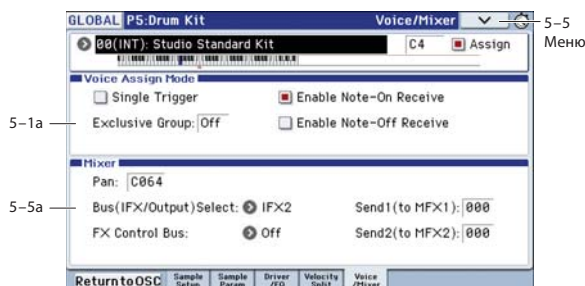 GLOBAL P5:Drum Kit Voice/Mixer
5–5
Меню
00(INT): Studio Standard Kit C4 Assign
Voice Assign Mode
Single Trigger Enable Note-On Receive
5–1a Exclusive Group: Off Enable Note-Off Receive
Mixer
Pan: C064
5–5a Bus(IFX/Output)Select: IFX2 Send1(to MFX1): 000
FX Control Bus: Off Send2(to MFX2): 000
Return to OSC Sample Setup Sample Param Driver /EQ Velocity Split Voice /Mixer